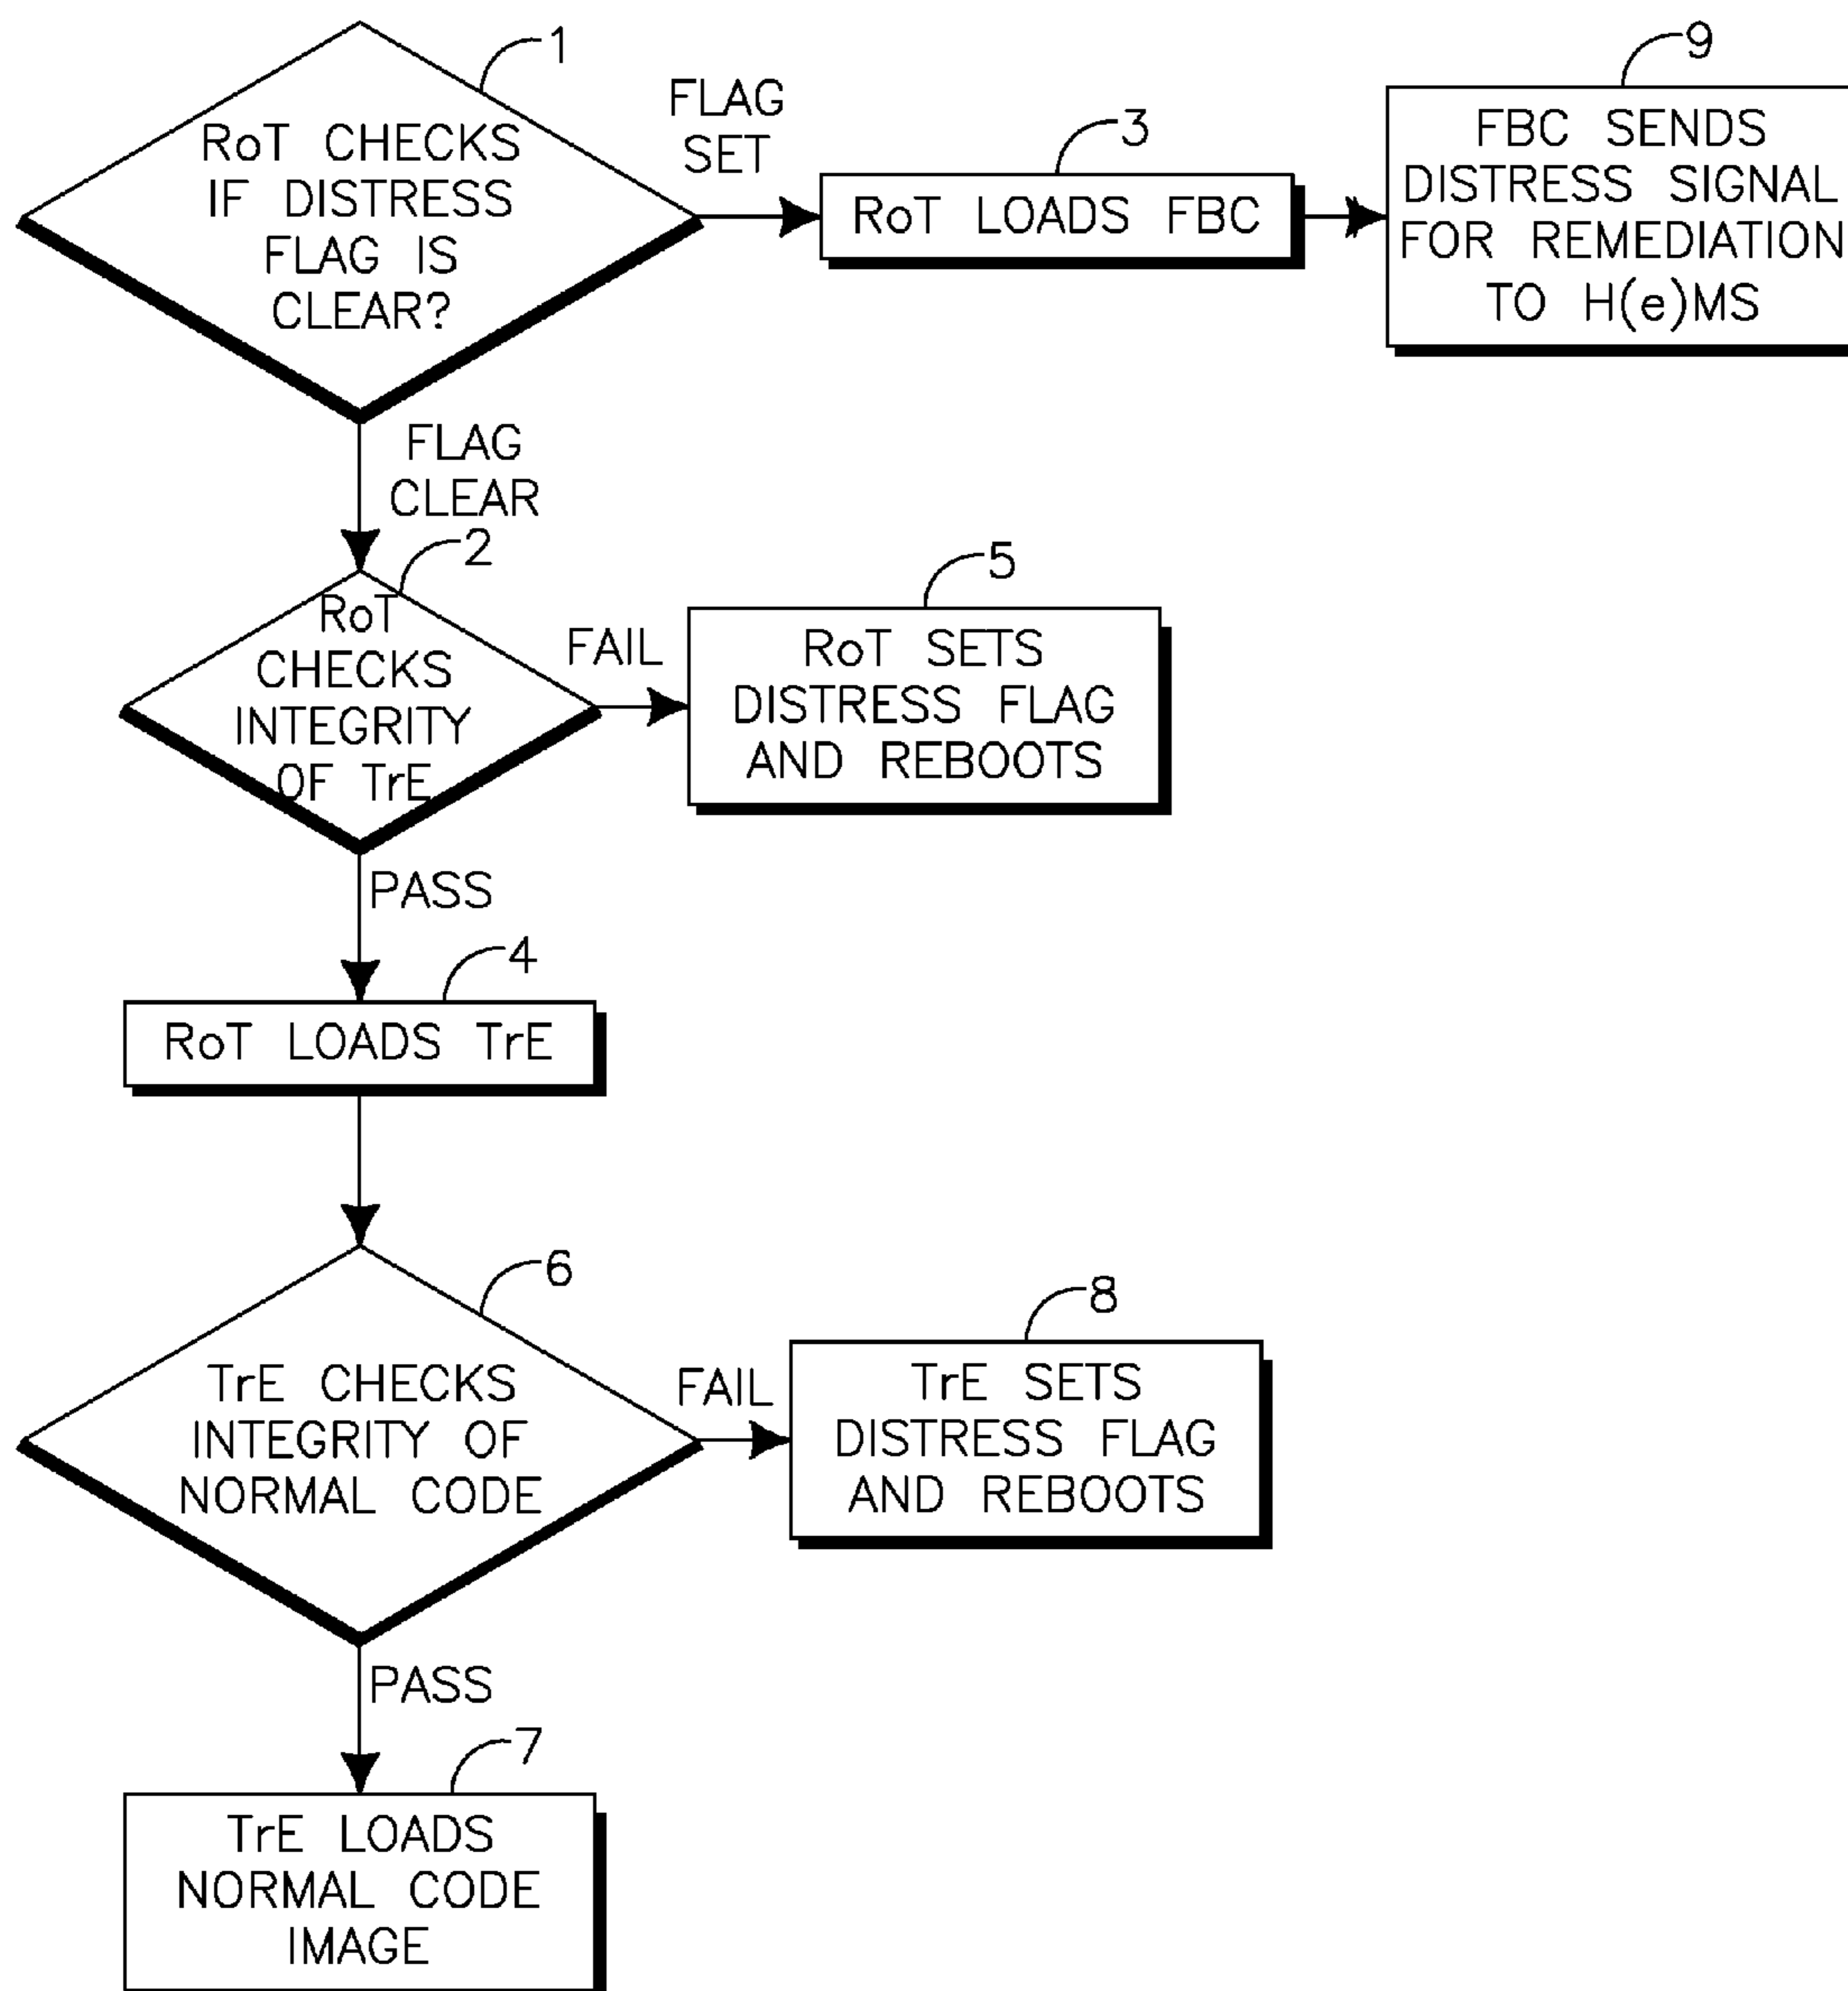 1
RoT CHECKS
IF DISTRESS
FLAG IS
CLEAR?
FLAG
SET
3
RoT LOADS FBC
9
FBC SENDS
DISTRESS SIGNAL
FOR REMEDIATION
TO H(e)MS
FLAG
CLEAR
2
RoT
CHECKS
INTEGRITY
OF TrE
FAIL
5
RoT SETS
DISTRESS FLAG
AND REBOOTS
PASS
4
RoT LOADS TrE
6
TrE CHECKS
INTEGRITY OF
NORMAL CODE
FAIL
8
TrE SETS
DISTRESS FLAG
AND REBOOTS
PASS
7
TrE LOADS
NORMAL CODE
IMAGE